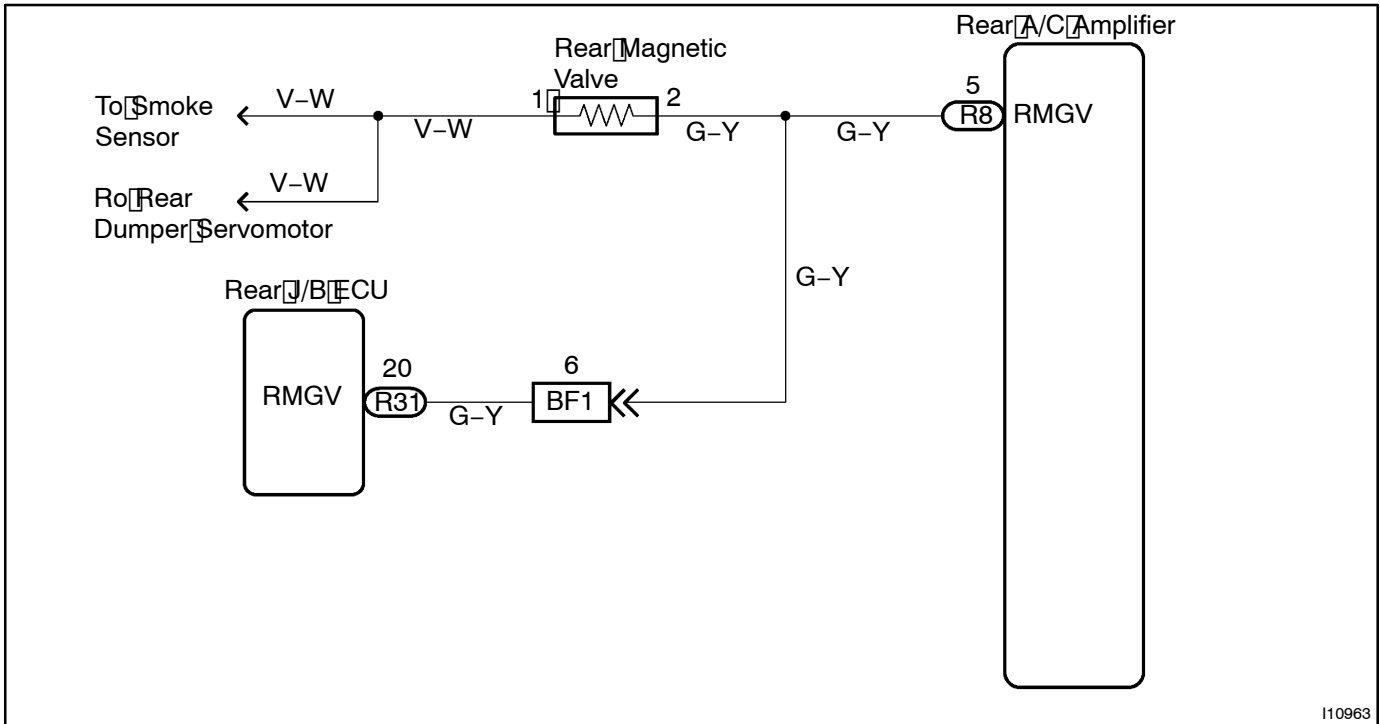 Rear A/C Amplifier
Rear Magnetic
Valve
To Smoke
Sensor
V–W
V–W
1
2
G–Y
G–Y
5
R8
RMGV
Ro Rear
Dumper Servomotor
V–W
G–Y
Rear J/B ECU
RMGV
20
R31
G–Y
6
BF1
I10963